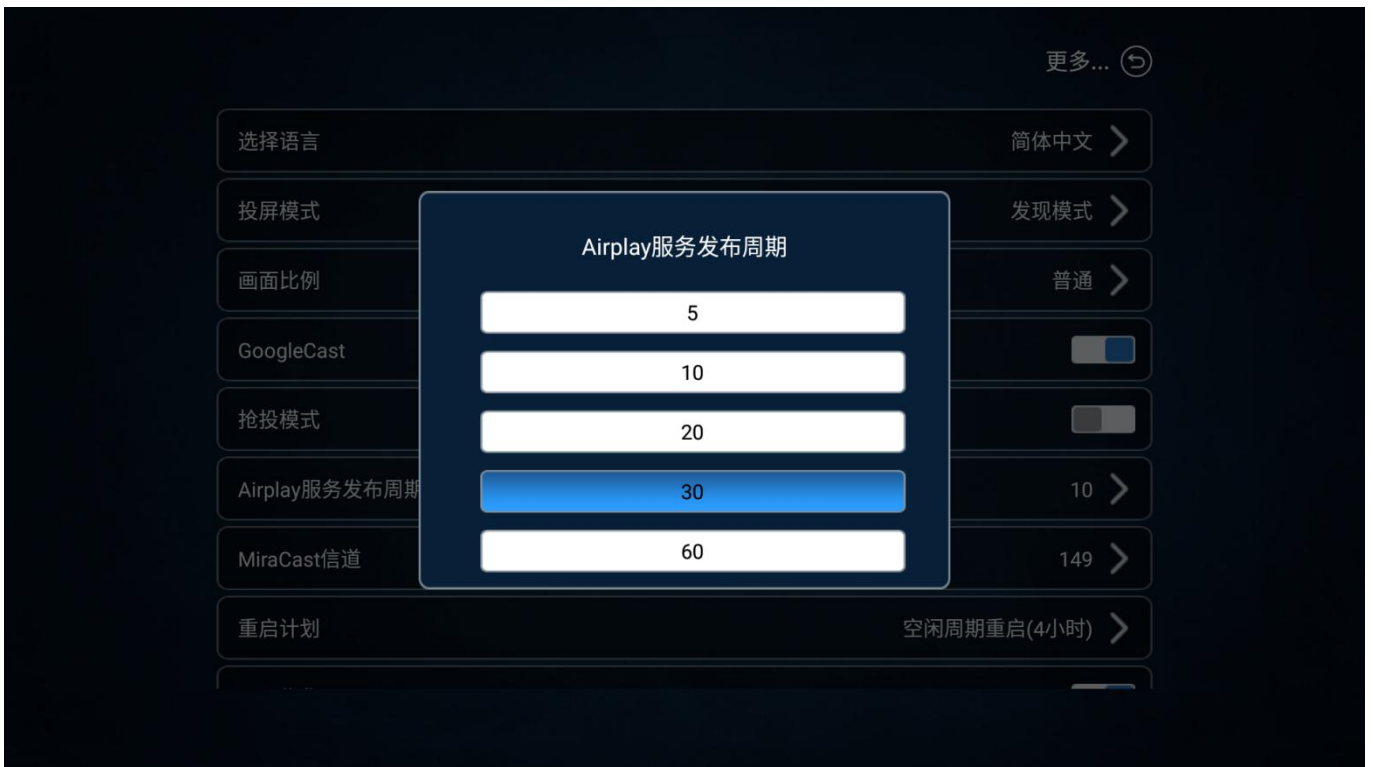 更多...
选择语言 简体中文
投屏模式 发现模式
Airplay服务发布周期
画面比例 普通
5
GoogleCast
10
抢投模式
20
Airplay服务发布周期 10
30
MiraCast信道 149
60
重启计划 空闲周期重启(4小时)